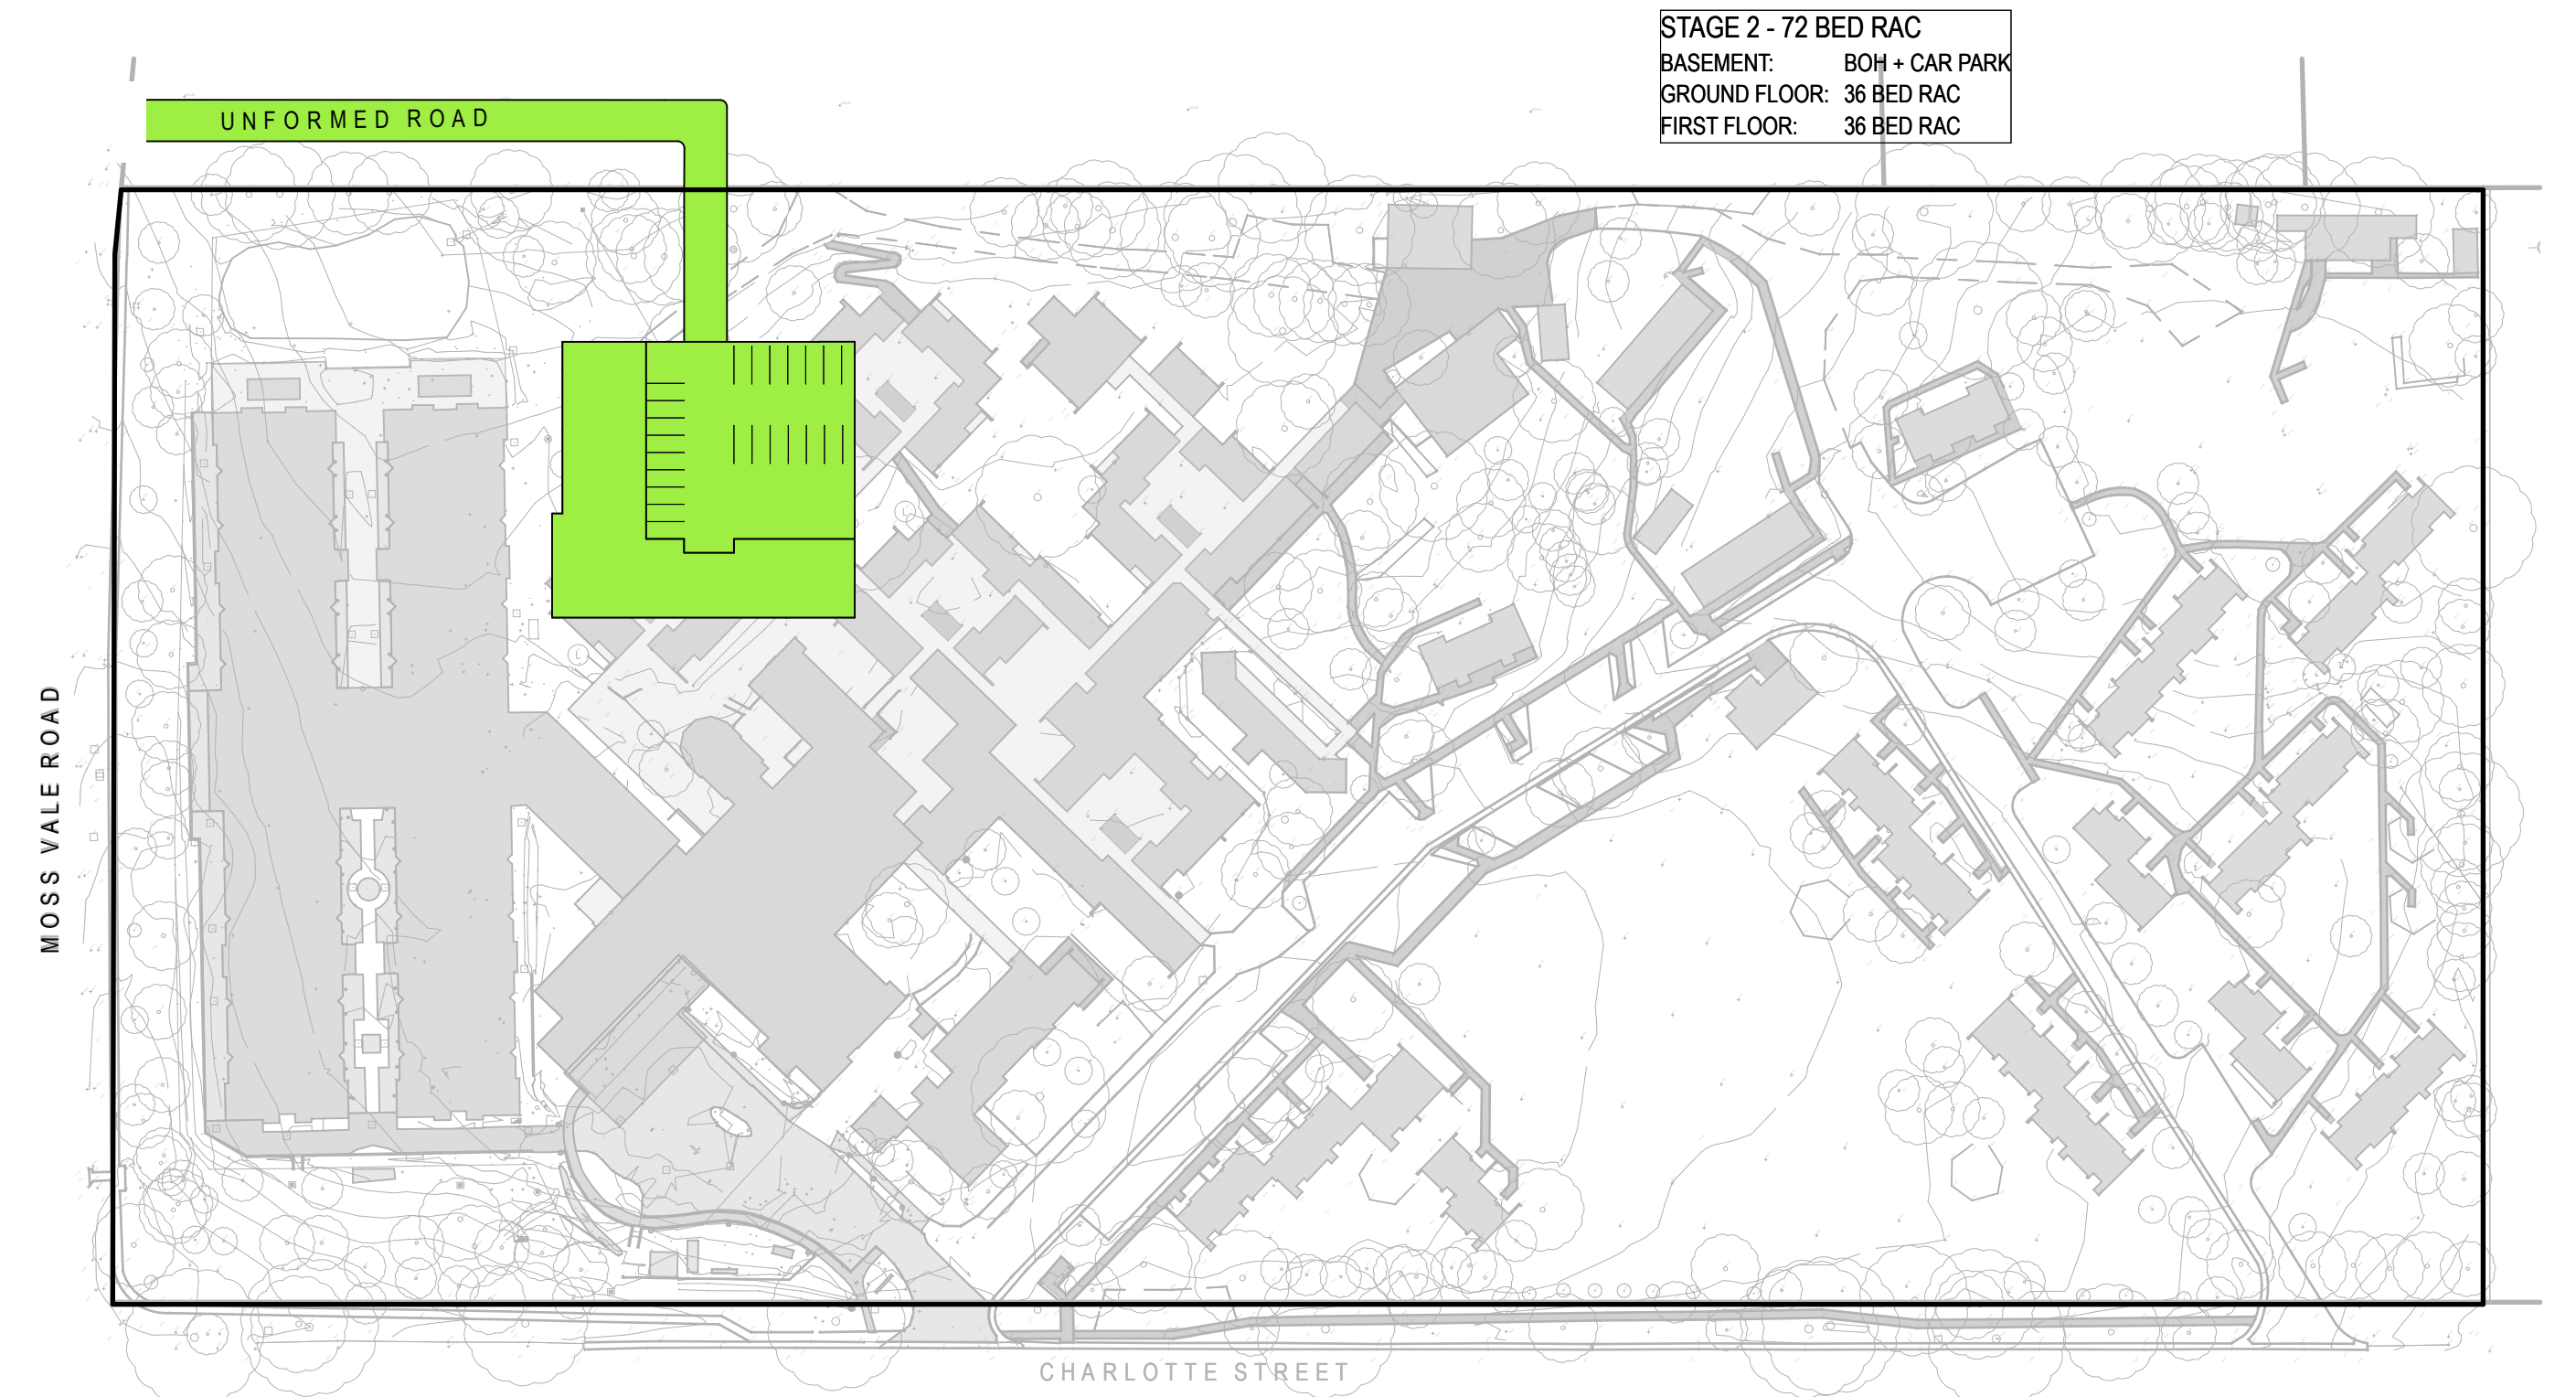 STAGE 2 - 72 BED RAC
BASEMENT: BOH + CAR PARK
GROUND FLOOR: 36 BED RAC
FIRST FLOOR: 36 BED RAC
UNFORMED ROAD
MOSS VALE ROAD
CHARLOTTE STREET